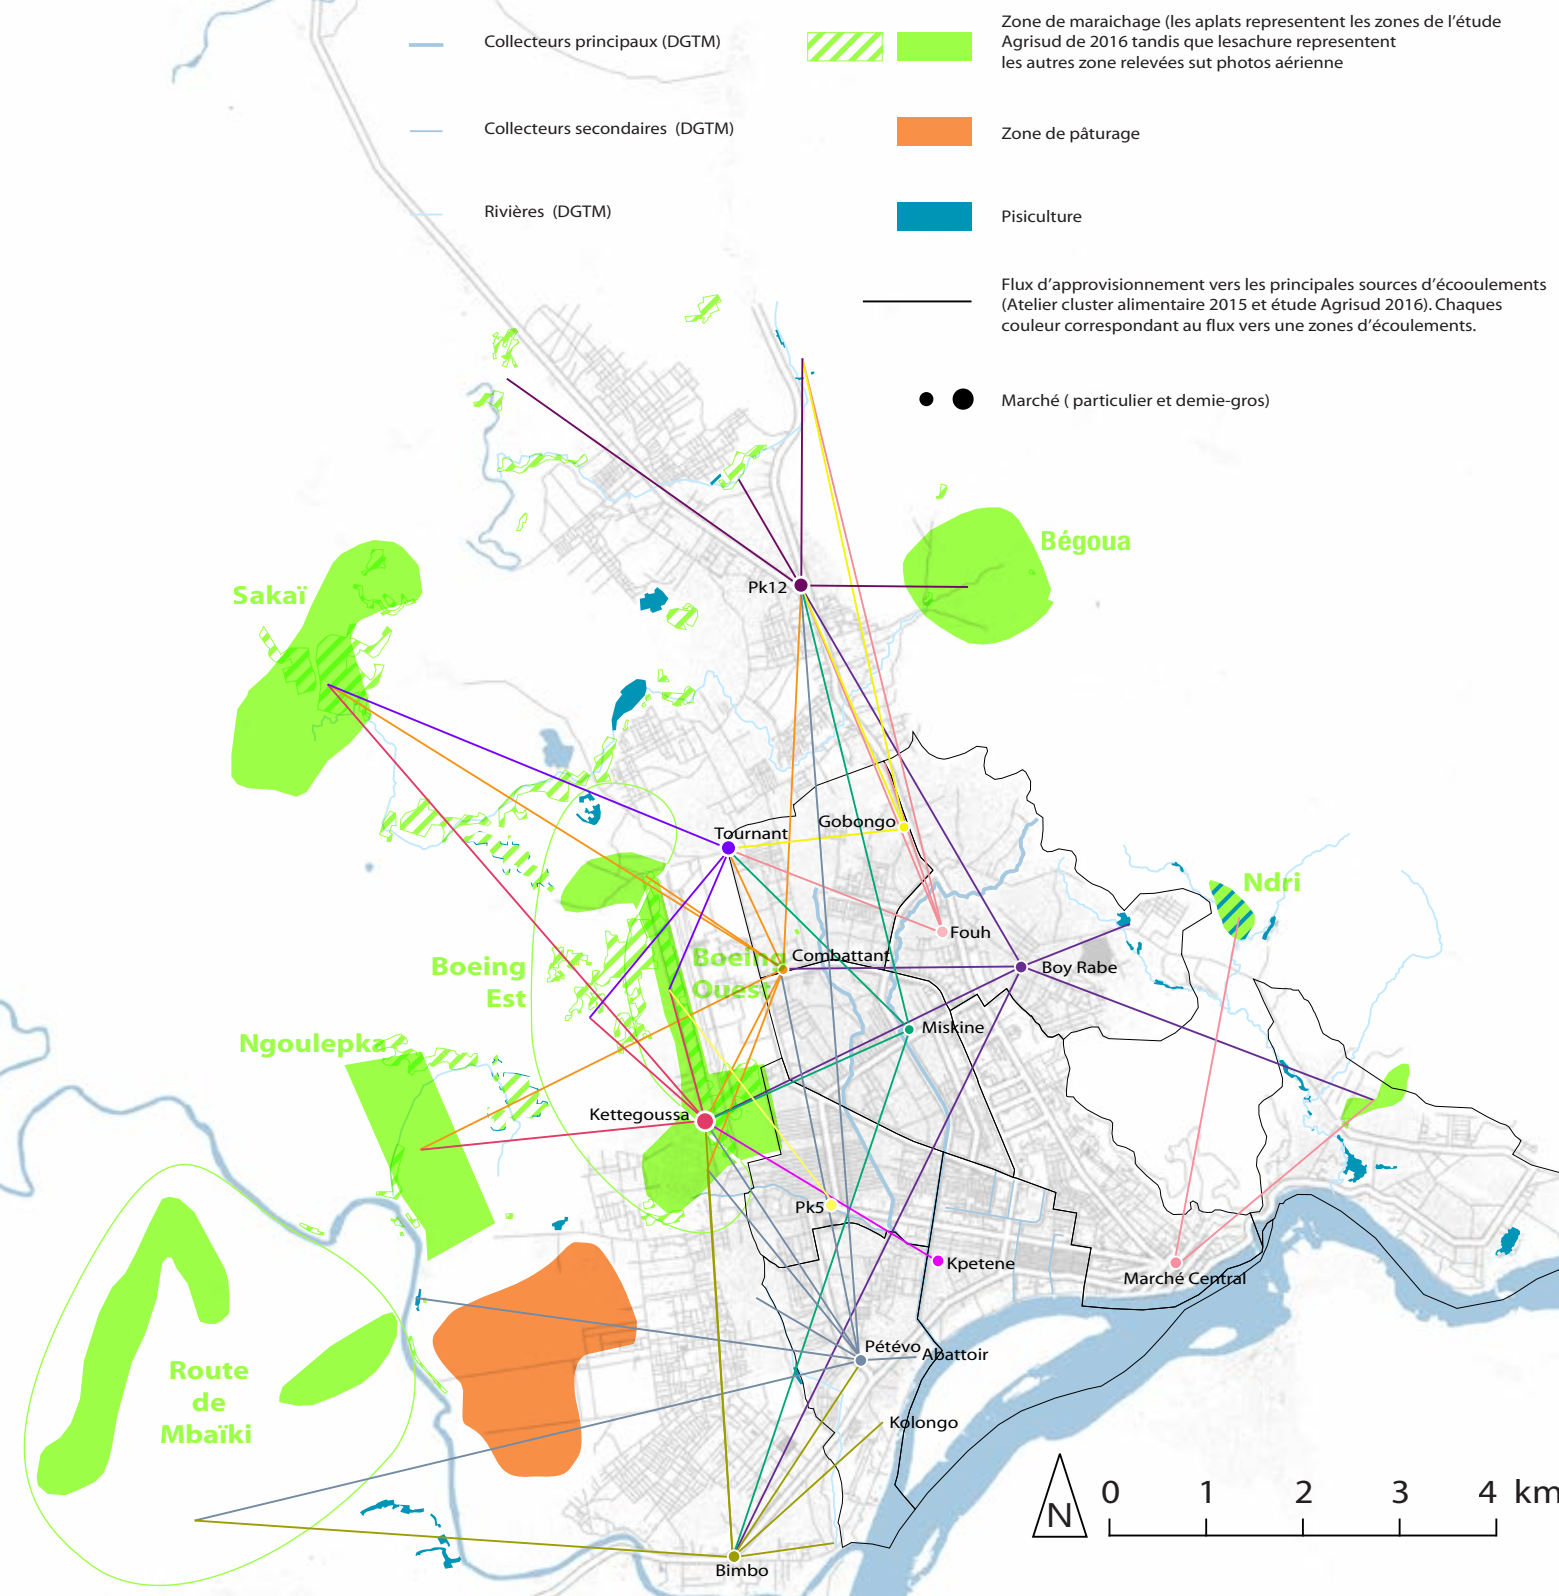 Collecteurs principaux (DGTM)
Collecteurs secondaires (DGTM)
Rivières (DGTM)
Zone de maraichage (les aplats representent les zones de l’étude
Agrisud de 2016 tandis que lesachure representent
les autres zone relevées sut photos aérienne
Zone de pâturage
Pisiculture
Flux d’approvisionnement vers les principales sources d’écooulements
(Atelier cluster alimentaire 2015 et étude Agrisud 2016). Chaques
couleur correspondant au flux vers une zones d’écoulements.
Marché ( particulier et demie-gros)
Bégoua
Pk12
Sakaï
Gobongo
Tournant
Ndri
Fouh
Combattant
Boeing
Ouest
Boy Rabe
Boeing
Est
Miskine
Ngoulepka
Kettegoussa
Pk5
Kpetene
Marché Central
Pétévo
Abattoir
Route
de
Mbaïki
Kolongo
Bimbo
N
0 1 2 3 4 km